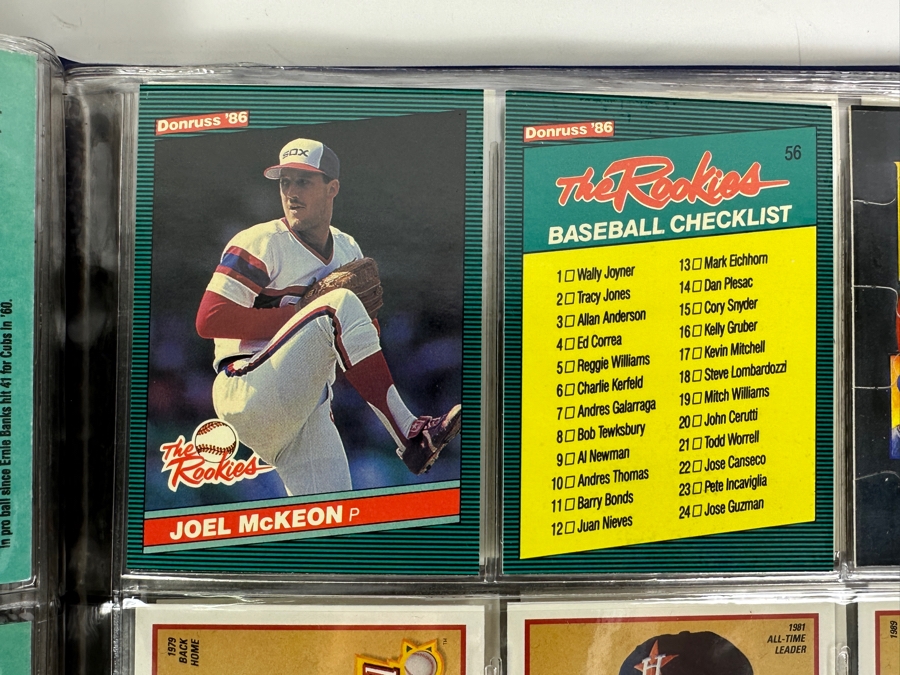 In pro ball since Ernie Banks hit 41 for Cubs in '60.
Donruss '86
SOX
The
Rookies
JOEL McKEON P
Donruss '86
56
The Rookies
BASEBALL CHECKLIST
1 □ Wally Joyner
2 □ Tracy Jones
3 □ Allan Anderson
4 □ Ed Correa
5 □ Reggie Williams
6 □ Charlie Kerfeld
7 □ Andres Galarraga
8 □ Bob Tewksbury
9 □ Al Newman
10 □ Andres Thomas
11 □ Barry Bonds
12 □ Juan Nieves
13 □ Mark Eichhorn
14 □ Dan Plesac
15 □ Cory Snyder
16 □ Kelly Gruber
17 □ Kevin Mitchell
18 □ Steve Lombardozzi
19 □ Mitch Williams
20 □ John Cerutti
21 □ Todd Worrell
22 □ Jose Canseco
23 □ Pete Incaviglia
24 □ Jose Guzman
1979
BACK
HOME
TM
H
1981
ALL-TIME
LEADER
1989